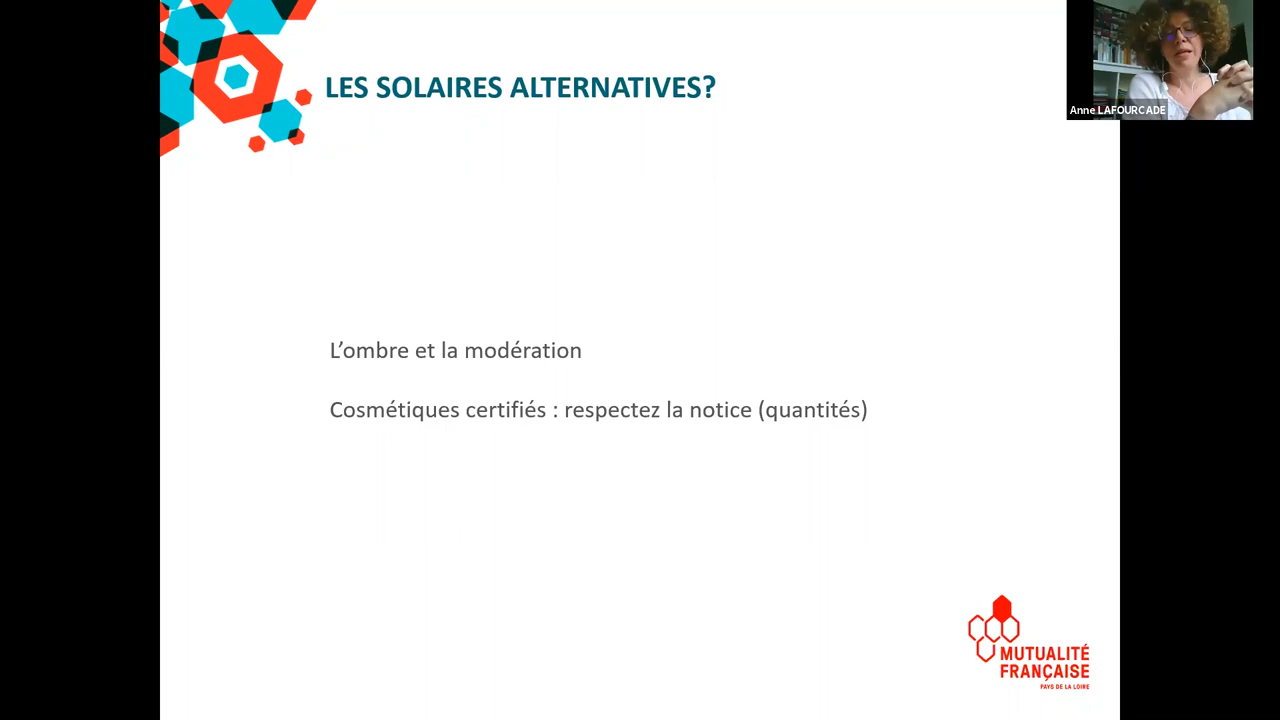 LES SOLAIRES ALTERNATIVES?
Anne LAFOURCADE
L'ombre et la modération
Cosmétiques certifiés : respectez la notice (quantités)
MUTUALITÉ
FRANÇAISE
PAYS DE LA LOIRE